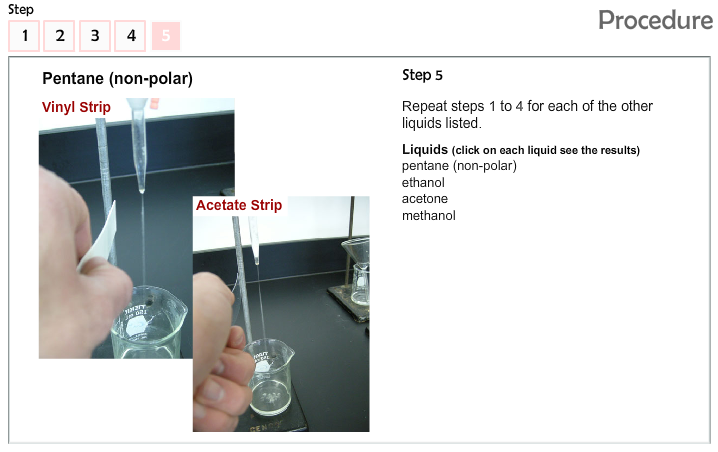 Step
1 2 3 4 5
Procedure
Pentane (non-polar)
Vinyl Strip
Acetate Strip
Step 5
Repeat steps 1 to 4 for each of the other
liquids listed.
Liquids (click on each liquid see the results)
pentane (non-polar)
ethanol
acetone
methanol